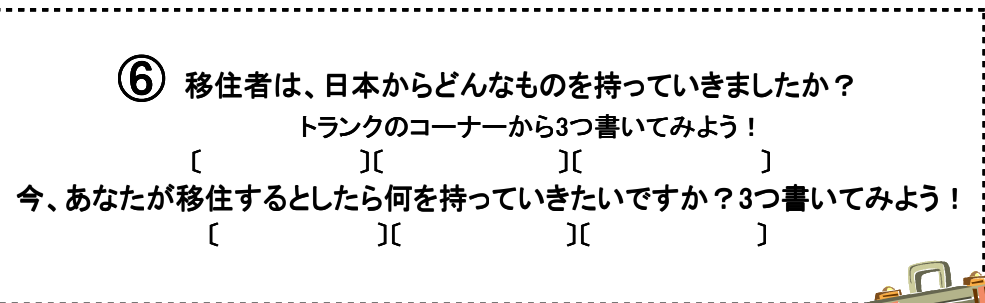 ⑥ 移住者は、日本からどんなものを持っていきましたか？
トランクのコーナーから3つ書いてみよう！
〔　　　　　〕〔　　　　　〕〔　　　　　〕
今、あなたが移住するとしたら何を持っていきたいですか？3つ書いてみよう！
〔　　　　　〕〔　　　　　〕〔　　　　　〕